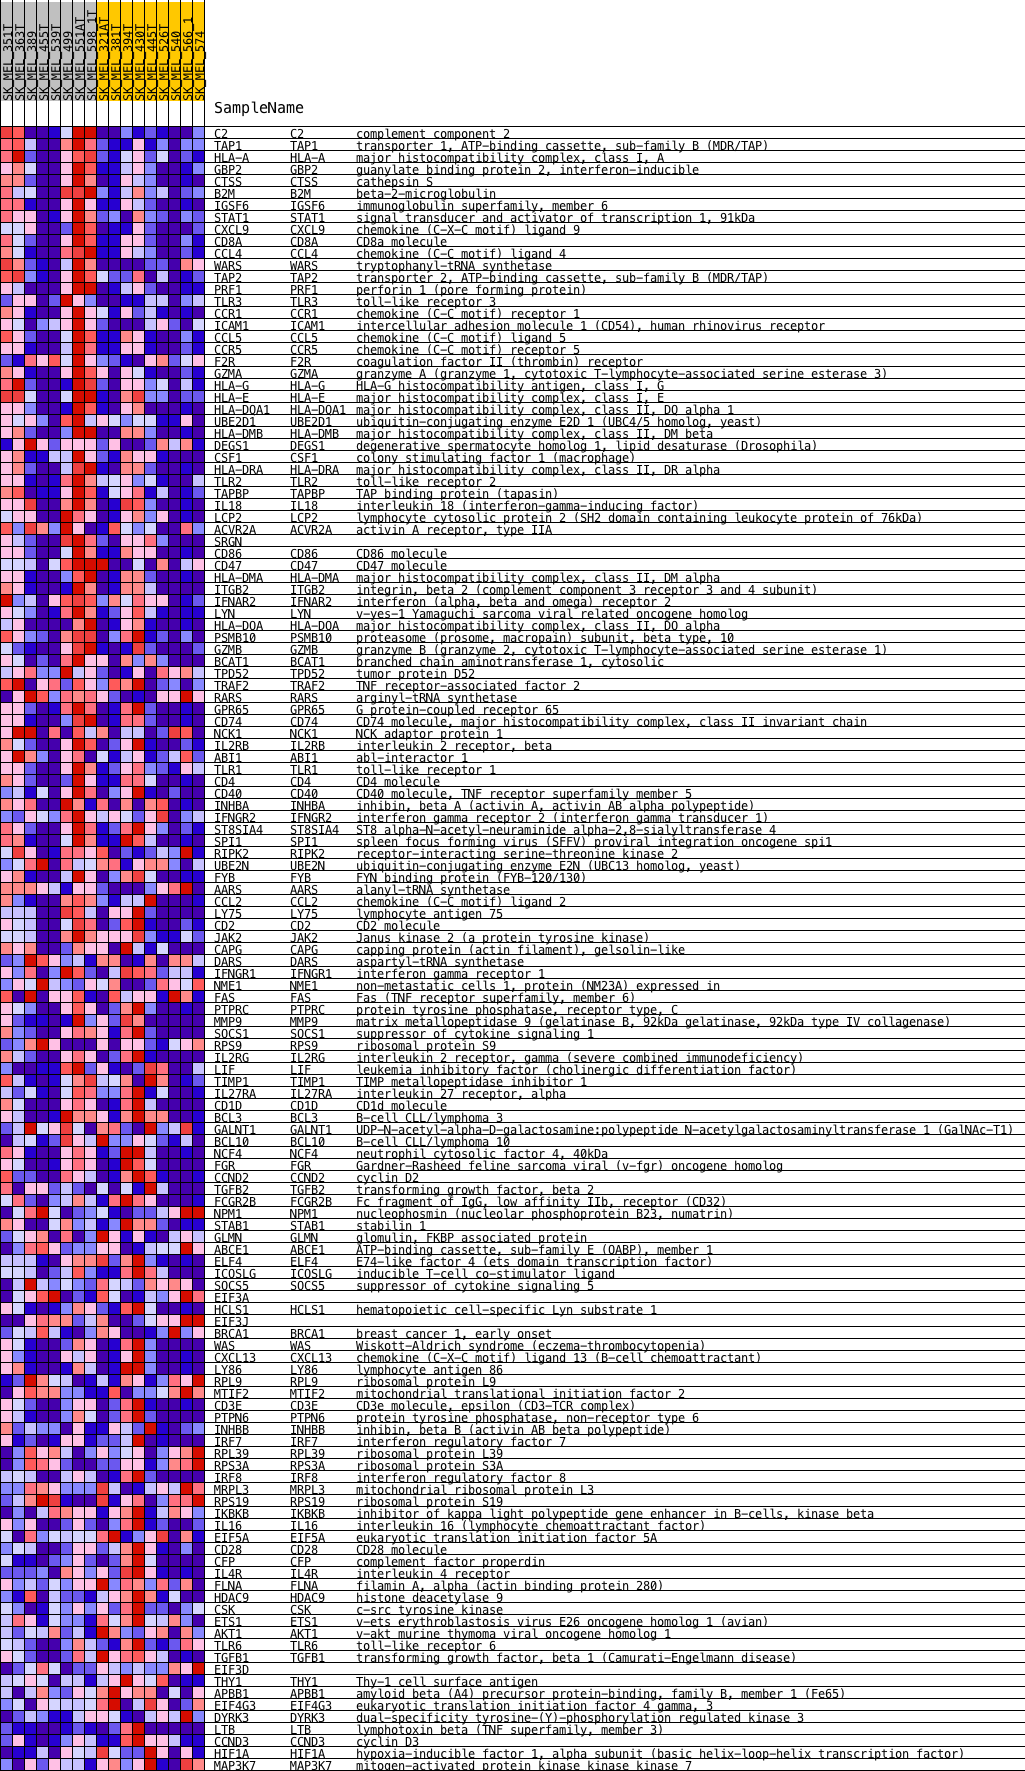 SK_MEL_351T
SK_MEL_363T
SK_MEL_389
SK_MEL_455T
SK_MEL_539T
SK_MEL_499
SK_MEL_551AT
SK_MEL_598_1T
SK_MEL_321AT
SK_MEL_381T
SK_MEL_394T
SK_MEL_430T
SK_MEL_445T
SK_MEL_526T
SK_MEL_540
SK_MEL_566_1
SK_MEL_574
SampleName
C2 C2 complement component 2
TAP1 TAP1 transporter 1, ATP-binding cassette, sub-family B (MDR/TAP)
HLA-A HLA-A major histocompatibility complex, class I, A
GBP2 GBP2 guanylate binding protein 2, interferon-inducible
CTSS CTSS cathepsin S
B2M B2M beta-2-microglobulin
IGSF6 IGSF6 immunoglobulin superfamily, member 6
STAT1 STAT1 signal transducer and activator of transcription 1, 91kDa
CXCL9 CXCL9 chemokine (C-X-C motif) ligand 9
CD8A CD8A CD8a molecule
CCL4 CCL4 chemokine (C-C motif) ligand 4
WARS WARS tryptophanyl-tRNA synthetase
TAP2 TAP2 transporter 2, ATP-binding cassette, sub-family B (MDR/TAP)
PRF1 PRF1 perforin 1 (pore forming protein)
TLR3 TLR3 toll-like receptor 3
CCR1 CCR1 chemokine (C-C motif) receptor 1
ICAM1 ICAM1 intercellular adhesion molecule 1 (CD54), human rhinovirus receptor
CCL5 CCL5 chemokine (C-C motif) ligand 5
CCR5 CCR5 chemokine (C-C motif) receptor 5
F2R F2R coagulation factor II (thrombin) receptor
GZMA GZMA granzyme A (granzyme 1, cytotoxic T-lymphocyte-associated serine esterase 3)
HLA-G HLA-G HLA-G histocompatibility antigen, class I, G
HLA-E HLA-E major histocompatibility complex, class I, E
HLA-DQA1 HLA-DQA1 major histocompatibility complex, class II, DQ alpha 1
UBE2D1 UBE2D1 ubiquitin-conjugating enzyme E2D 1 (UBC4/5 homolog, yeast)
HLA-DMB HLA-DMB major histocompatibility complex, class II, DM beta
DEGS1 DEGS1 degenerative spermatocyte homolog 1, lipid desaturase (Drosophila)
CSF1 CSF1 colony stimulating factor 1 (macrophage)
HLA-DRA HLA-DRA major histocompatibility complex, class II, DR alpha
TLR2 TLR2 toll-like receptor 2
TAPBP TAPBP TAP binding protein (tapasin)
IL18 IL18 interleukin 18 (interferon-gamma-inducing factor)
LCP2 LCP2 lymphocyte cytosolic protein 2 (SH2 domain containing leukocyte protein of 76kDa)
ACVR2A ACVR2A activin A receptor, type IIA
SRGN
CD86 CD86 CD86 molecule
CD47 CD47 CD47 molecule
HLA-DMA HLA-DMA major histocompatibility complex, class II, DM alpha
ITGB2 ITGB2 integrin, beta 2 (complement component 3 receptor 3 and 4 subunit)
IFNAR2 IFNAR2 interferon (alpha, beta and omega) receptor 2
LYN LYN v-yes-1 Yamaguchi sarcoma viral related oncogene homolog
HLA-DOA HLA-DOA major histocompatibility complex, class II, DO alpha
PSMB10 PSMB10 proteasome (prosome, macropain) subunit, beta type, 10
GZMB GZMB granzyme B (granzyme 2, cytotoxic T-lymphocyte-associated serine esterase 1)
BCAT1 BCAT1 branched chain aminotransferase 1, cytosolic
TPD52 TPD52 tumor protein D52
TRAF2 TRAF2 TNF receptor-associated factor 2
RARS RARS arginyl-tRNA synthetase
GPR65 GPR65 G protein-coupled receptor 65
CD74 CD74 CD74 molecule, major histocompatibility complex, class II invariant chain
NCK1 NCK1 NCK adaptor protein 1
IL2RB IL2RB interleukin 2 receptor, beta
ABI1 ABI1 abl-interactor 1
TLR1 TLR1 toll-like receptor 1
CD4 CD4 CD4 molecule
CD40 CD40 CD40 molecule, TNF receptor superfamily member 5
INHBA INHBA inhibin, beta A (activin A, activin AB alpha polypeptide)
IFNGR2 IFNGR2 interferon gamma receptor 2 (interferon gamma transducer 1)
ST8SIA4 ST8SIA4 ST8 alpha-N-acetyl-neuraminide alpha-2,8-sialyltransferase 4
SPI1 SPI1 spleen focus forming virus (SFFV) proviral integration oncogene spi1
RIPK2 RIPK2 receptor-interacting serine-threonine kinase 2
UBE2N UBE2N ubiquitin-conjugating enzyme E2N (UBC13 homolog, yeast)
FYB FYB FYN binding protein (FYB-120/130)
AARS AARS alanyl-tRNA synthetase
CCL2 CCL2 chemokine (C-C motif) ligand 2
LY75 LY75 lymphocyte antigen 75
CD2 CD2 CD2 molecule
JAK2 JAK2 Janus kinase 2 (a protein tyrosine kinase)
CAPG CAPG capping protein (actin filament), gelsolin-like
DARS DARS aspartyl-tRNA synthetase
IFNGR1 IFNGR1 interferon gamma receptor 1
NME1 NME1 non-metastatic cells 1, protein (NM23A) expressed in
FAS FAS Fas (TNF receptor superfamily, member 6)
PTPRC PTPRC protein tyrosine phosphatase, receptor type, C
MMP9 MMP9 matrix metallopeptidase 9 (gelatinase B, 92kDa gelatinase, 92kDa type IV collagenase)
SOCS1 SOCS1 suppressor of cytokine signaling 1
RPS9 RPS9 ribosomal protein S9
IL2RG IL2RG interleukin 2 receptor, gamma (severe combined immunodeficiency)
LIF LIF leukemia inhibitory factor (cholinergic differentiation factor)
TIMP1 TIMP1 TIMP metallopeptidase inhibitor 1
IL27RA IL27RA interleukin 27 receptor, alpha
CD1D CD1D CD1d molecule
BCL3 BCL3 B-cell CLL/lymphoma 3
GALNT1 GALNT1 UDP-N-acetyl-alpha-D-galactosamine:polypeptide N-acetylgalactosaminyltransferase 1 (GalNAc-T1)
BCL10 BCL10 B-cell CLL/lymphoma 10
NCF4 NCF4 neutrophil cytosolic factor 4, 40kDa
FGR FGR Gardner-Rasheed feline sarcoma viral (v-fgr) oncogene homolog
CCND2 CCND2 cyclin D2
TGFB2 TGFB2 transforming growth factor, beta 2
FCGR2B FCGR2B Fc fragment of IgG, low affinity IIb, receptor (CD32)
NPM1 NPM1 nucleophosmin (nucleolar phosphoprotein B23, numatrin)
STAB1 STAB1 stabilin 1
GLMN GLMN glomulin, FKBP associated protein
ABCE1 ABCE1 ATP-binding cassette, sub-family E (OABP), member 1
ELF4 ELF4 E74-like factor 4 (ets domain transcription factor)
ICOSLG ICOSLG inducible T-cell co-stimulator ligand
SOCS5 SOCS5 suppressor of cytokine signaling 5
EIF3A
HCLS1 HCLS1 hematopoietic cell-specific Lyn substrate 1
EIF3J
BRCA1 BRCA1 breast cancer 1, early onset
WAS WAS Wiskott-Aldrich syndrome (eczema-thrombocytopenia)
CXCL13 CXCL13 chemokine (C-X-C motif) ligand 13 (B-cell chemoattractant)
LY86 LY86 lymphocyte antigen 86
RPL9 RPL9 ribosomal protein L9
MTIF2 MTIF2 mitochondrial translational initiation factor 2
CD3E CD3E CD3e molecule, epsilon (CD3-TCR complex)
PTPN6 PTPN6 protein tyrosine phosphatase, non-receptor type 6
INHBB INHBB inhibin, beta B (activin AB beta polypeptide)
IRF7 IRF7 interferon regulatory factor 7
RPL39 RPL39 ribosomal protein L39
RPS3A RPS3A ribosomal protein S3A
IRF8 IRF8 interferon regulatory factor 8
MRPL3 MRPL3 mitochondrial ribosomal protein L3
RPS19 RPS19 ribosomal protein S19
IKBKB IKBKB inhibitor of kappa light polypeptide gene enhancer in B-cells, kinase beta
IL16 IL16 interleukin 16 (lymphocyte chemoattractant factor)
EIF5A EIF5A eukaryotic translation initiation factor 5A
CD28 CD28 CD28 molecule
CFP CFP complement factor properdin
IL4R IL4R interleukin 4 receptor
FLNA FLNA filamin A, alpha (actin binding protein 280)
HDAC9 HDAC9 histone deacetylase 9
CSK CSK c-src tyrosine kinase
ETS1 ETS1 v-ets erythroblastosis virus E26 oncogene homolog 1 (avian)
AKT1 AKT1 v-akt murine thymoma viral oncogene homolog 1
TLR6 TLR6 toll-like receptor 6
TGFB1 TGFB1 transforming growth factor, beta 1 (Camurati-Engelmann disease)
EIF3D
THY1 THY1 Thy-1 cell surface antigen
APBB1 APBB1 amyloid beta (A4) precursor protein-binding, family B, member 1 (Fe65)
EIF4G3 EIF4G3 eukaryotic translation initiation factor 4 gamma, 3
DYRK3 DYRK3 dual-specificity tyrosine-(Y)-phosphorylation regulated kinase 3
LTB LTB lymphotoxin beta (TNF superfamily, member 3)
CCND3 CCND3 cyclin D3
HIF1A HIF1A hypoxia-inducible factor 1, alpha subunit (basic helix-loop-helix transcription factor)
MAP3K7 MAP3K7 mitogen-activated protein kinase kinase kinase 7